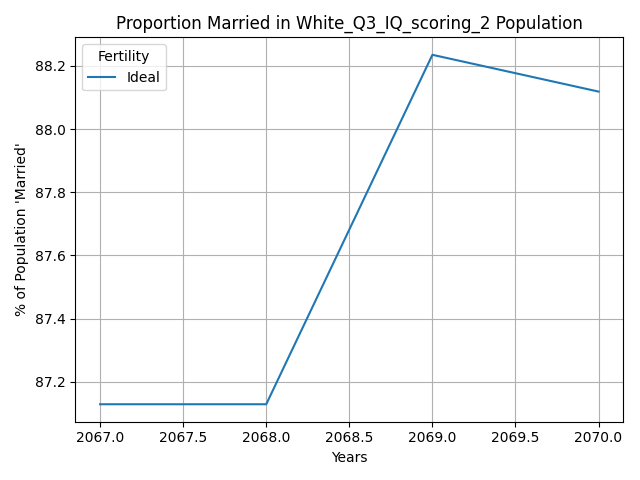 Proportion Married in White_Q3_IQ_scoring_2 Population
Fertility
Ideal
% of Population 'Married'
88.2
88.0
87.8
87.6
87.4
87.2
2067.0 2067.5 2068.0 2068.5 2069.0 2069.5 2070.0
Years